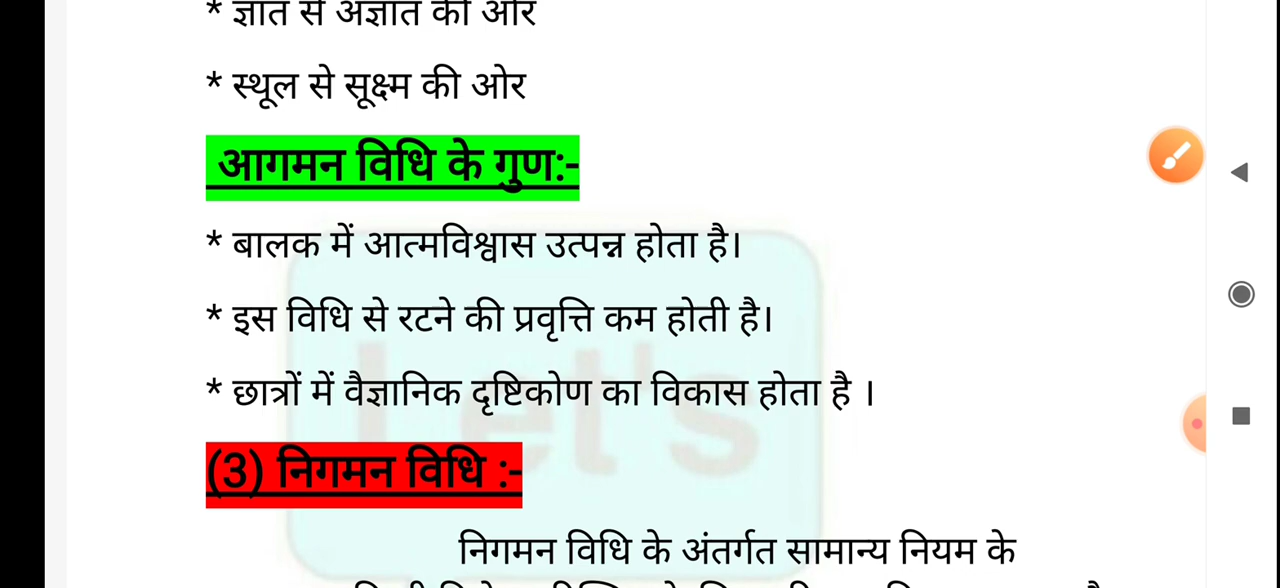 * ज्ञात से अज्ञात की ओर
* स्थूल से सूक्ष्म की ओर
आगमन विधि के गुण:-
* बालक में आत्मविश्वास उत्पन्न होता है।
* इस विधि से रटने की प्रवृत्ति कम होती है।
* छात्रों में वैज्ञानिक दृष्टिकोण का विकास होता है ।
(3) निगमन विधि :-
निगमन विधि के अंतर्गत सामान्य नियम के
Let's